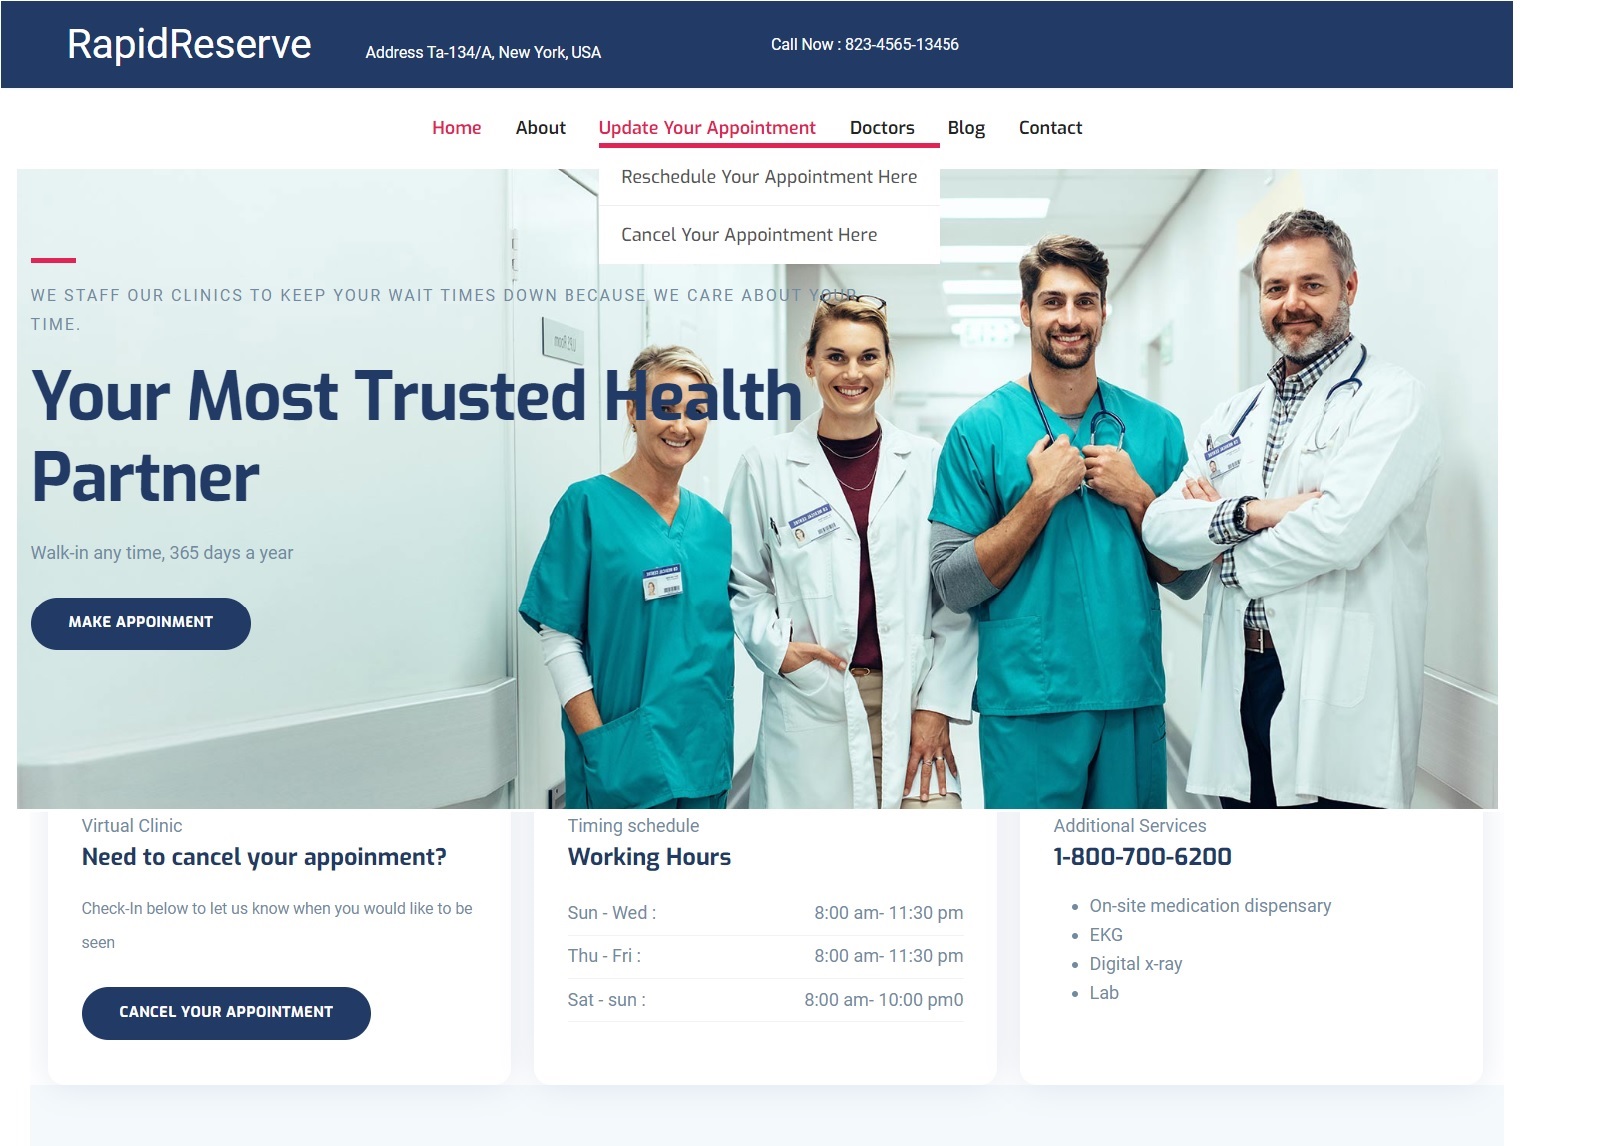 RapidReserve
Address Ta-134/A, New York, USA
Call Now : 823-4565-13456
Home
About
Update Your Appointment
Doctors
Blog
Contact
Reschedule Your Appointment Here
Cancel Your Appointment Here
WE STAFF OUR CLINICS TO KEEP YOUR WAIT TIMES DOWN BECAUSE WE CARE ABOUT YOUR
TIME.
Your Most Trusted Health
Partner
Walk-in any time, 365 days a year
MAKE APPOINMENT
Virtual Clinic
Need to cancel your appoinment?
Check-In below to let us know when you would like to be
seen
CANCEL YOUR APPOINTMENT
Timing schedule
Working Hours
Sun - Wed : 8:00 am- 11:30 pm
Thu - Fri : 8:00 am- 11:30 pm
Sat - sun : 8:00 am- 10:00 pm0
Additional Services
1-800-700-6200
On-site medication dispensary
EKG
Digital x-ray
Lab